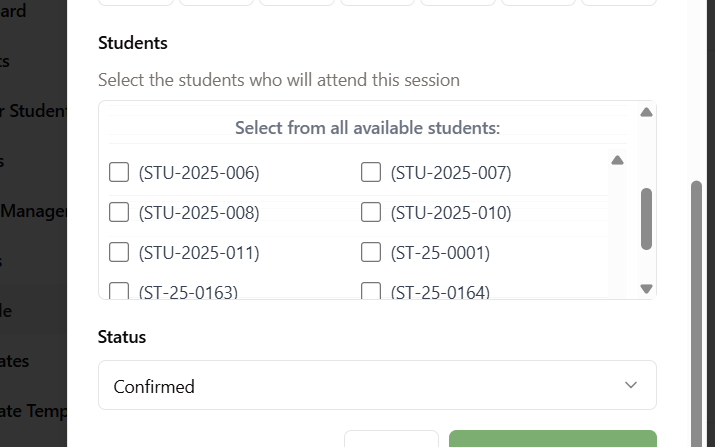 ard
Students
ts
Select the students who will attend this session
r Studen
Select from all available students:
s
(STU-2025-006) (STU-2025-007)
Manager
(STU-2025-008) (STU-2025-010)
s
(STU-2025-011) (ST-25-0001)
(ST-25-0163) (ST-25-0164)
le
Status
ates
Confirmed
ate Temp